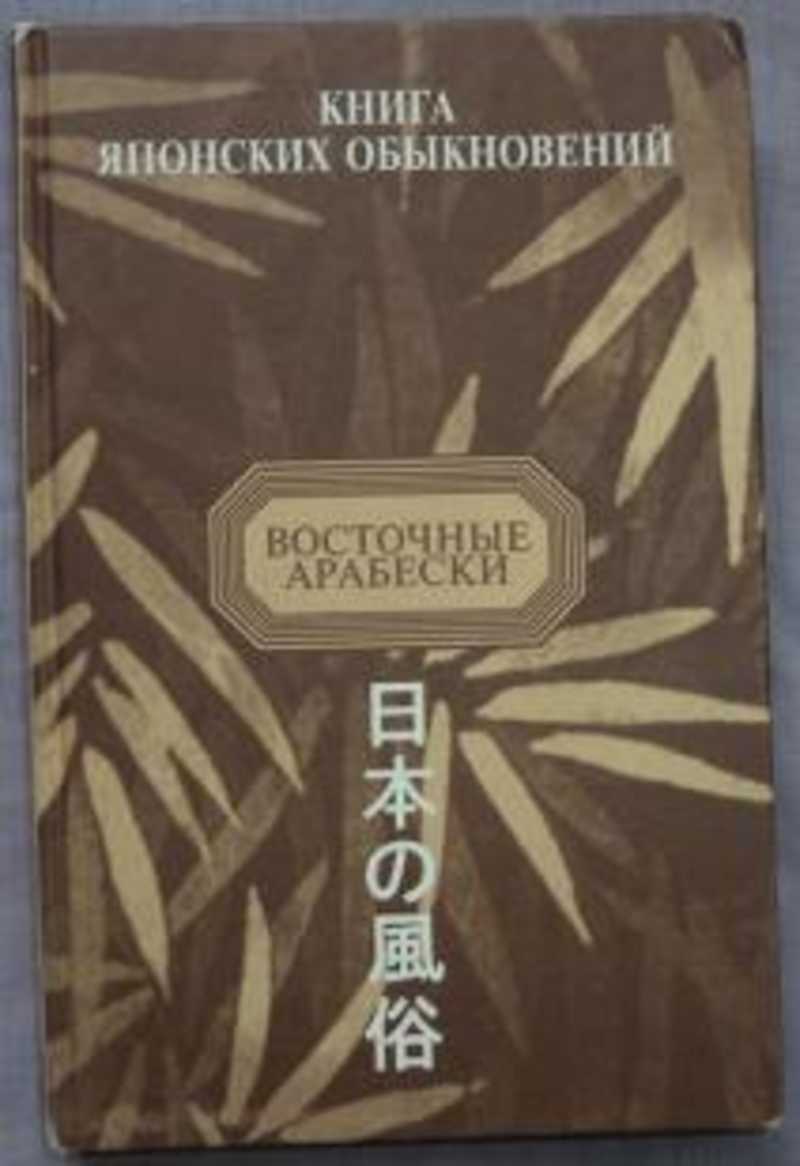 КНИГА
ЯПОНСКИХ ОБЫКНОВЕНИЙ
ВОСТОЧНЫЕ
АРАБЕСКИ
日本の風俗